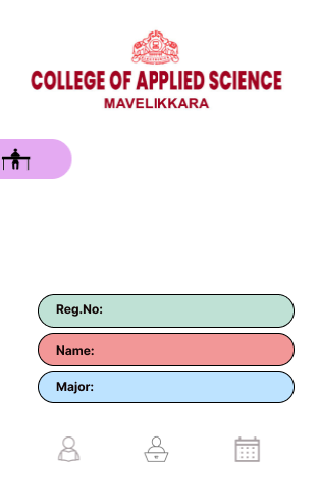 COLLEGE OF APPLIED SCIENCE
MAVELIKKARA
Reg.No:
Name:
Major: